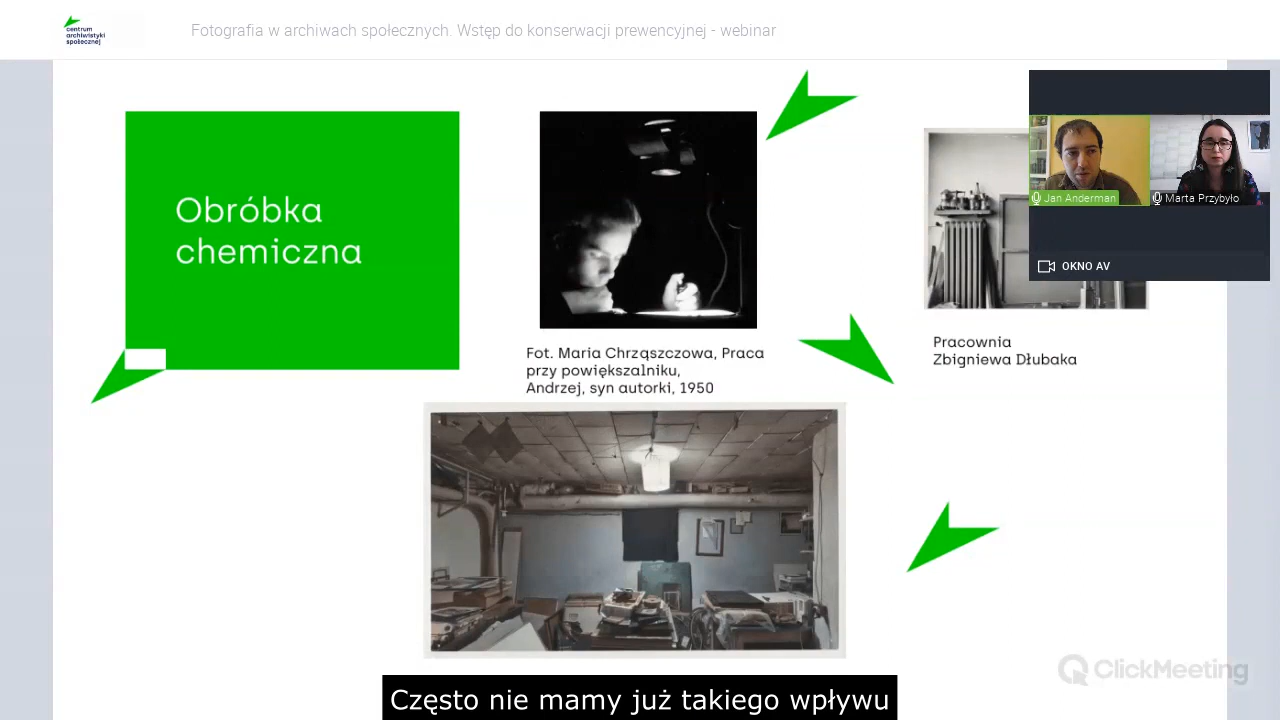 centrum
archiwistyki
społecznej
Fotografia w archiwach społecznych. Wstęp do konserwacji prewencyjnej - webinar
Obróbka
chemiczna
Fot. Maria Chrząszczowa, Praca
przy powiększalniku,
Andrzej, syn autorki, 1950
Jan Anderman
Marta Przybyło
OKNO AV
Pracownia
Zbigniewa Dłubaka
ClickMeeting
Często nie mamy już takiego wpływu